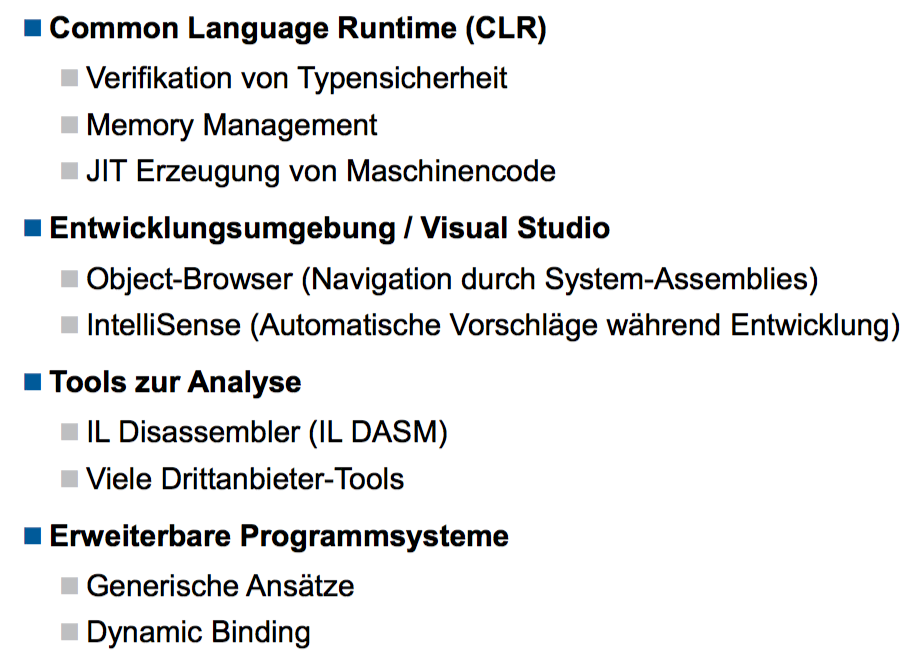 Common Language Runtime (CLR)
Verifikation von Typensicherheit
Memory Management
JIT Erzeugung von Maschinencode
Entwicklungsumgebung / Visual Studio
Object-Browser (Navigation durch System-Assemblies)
IntelliSense (Automatische Vorschläge während Entwicklung)
Tools zur Analyse
IL Disassembler (IL DASM)
Viele Drittanbieter-Tools
Erweiterbare Programmsysteme
Generische Ansätze
Dynamic Binding